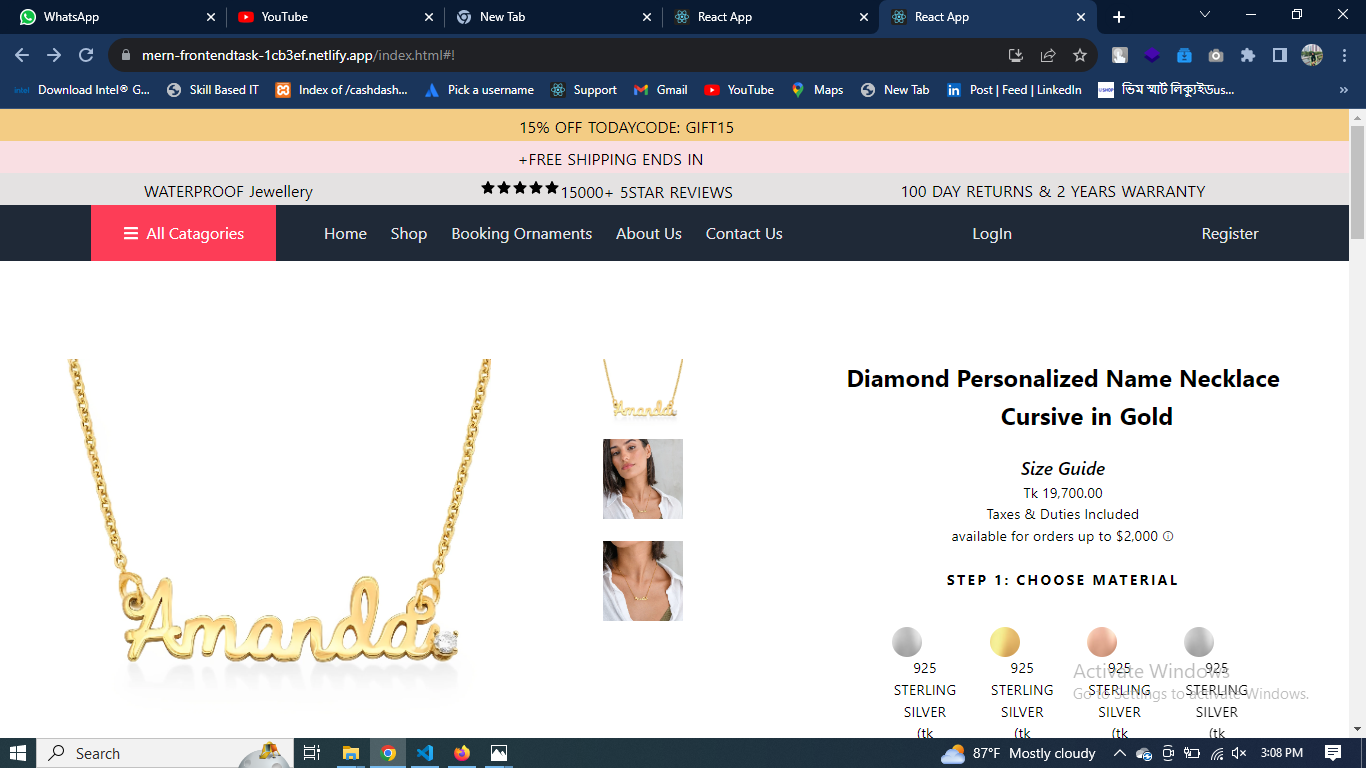 WhatsApp
YouTube
New Tab
React App
React App
mern-frontendtask-1cb3ef.netlify.app/index.html#!
Download Intel® G...
Skill Based IT
Index of /cashdash...
Pick a username
Support
Gmail
YouTube
Maps
New Tab
Post | Feed | LinkedIn
ভিম স্মার্ট লিক্যুইডus...
15% OFF TODAYCODE: GIFT15
+FREE SHIPPING ENDS IN
WATERPROOF Jewellery
15000+ 5STAR REVIEWS
100 DAY RETURNS & 2 YEARS WARRANTY
All Catagories
Home
Shop
Booking Ornaments
About Us
Contact Us
LogIn
Register
Diamond Personalized Name Necklace
Cursive in Gold
Amanda
Amanda
Size Guide
Tk 19,700.00
Taxes & Duties Included
available for orders up to $2,000
STEP 1: CHOOSE MATERIAL
925
STERLING
SILVER
(tk
925
STERLING
SILVER
(tk
925
STERLING
SILVER
(tk
925
STERLING
SILVER
(tk
Activate Windows
Go to Settings to activate Windows.
Search
87°F Mostly cloudy
3:08 PM